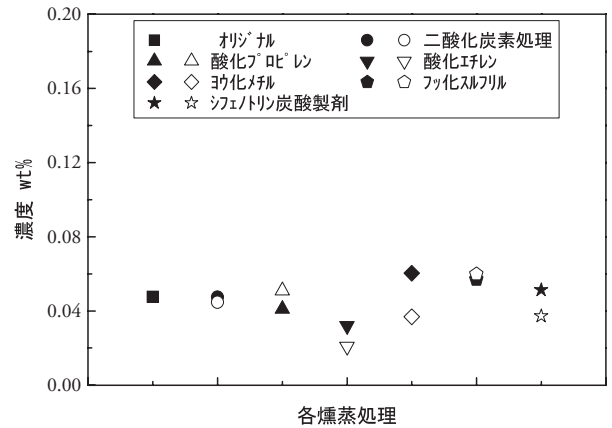 0.20
0.16
0.12
0.08
0.04
0.00
濃度 wt%
各燻蒸処理
ｵﾘｼﾞﾅﾙ
二酸化炭素処理
酸化ﾌﾟﾛﾋﾟﾚﾝ
酸化ｴﾁﾚﾝ
ﾖｳ化ﾒﾁﾙ
ﾌｯ化ｽﾙﾌﾘﾙ
ｼﾌｪﾉﾄﾘﾝ炭酸製剤